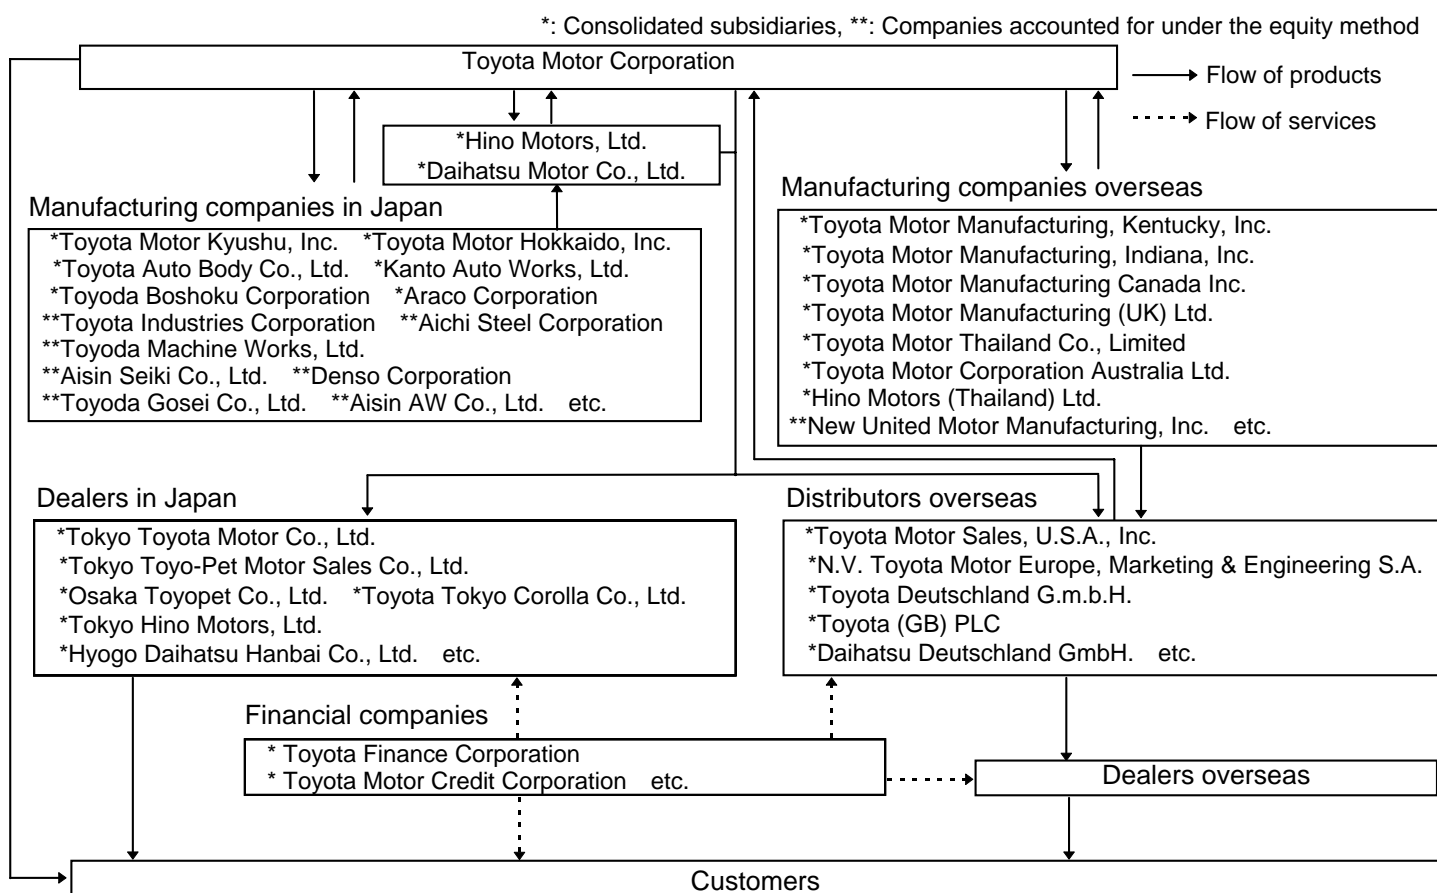 *: Consolidated subsidiaries, **: Companies accounted for under the equity method
Toyota Motor Corporation
Flow of products
Flow of services
*Hino Motors, Ltd.
*Daihatsu Motor Co., Ltd.
Manufacturing companies in Japan
*Toyota Motor Kyushu, Inc. *Toyota Motor Hokkaido, Inc.
*Toyota Auto Body Co., Ltd. *Kanto Auto Works, Ltd.
*Toyoda Boshoku Corporation *Araco Corporation
**Toyota Industries Corporation **Aichi Steel Corporation
**Toyoda Machine Works, Ltd.
**Aisin Seiki Co., Ltd. **Denso Corporation
**Toyoda Gosei Co., Ltd. **Aisin AW Co., Ltd. etc.
Manufacturing companies overseas
*Toyota Motor Manufacturing, Kentucky, Inc.
*Toyota Motor Manufacturing, Indiana, Inc.
*Toyota Motor Manufacturing Canada Inc.
*Toyota Motor Manufacturing (UK) Ltd.
*Toyota Motor Thailand Co., Limited
*Toyota Motor Corporation Australia Ltd.
*Hino Motors (Thailand) Ltd.
**New United Motor Manufacturing, Inc. etc.
Dealers in Japan
*Tokyo Toyota Motor Co., Ltd.
*Tokyo Toyo-Pet Motor Sales Co., Ltd.
*Osaka Toyopet Co., Ltd. *Toyota Tokyo Corolla Co., Ltd.
*Tokyo Hino Motors, Ltd.
*Hyogo Daihatsu Hanbai Co., Ltd. etc.
Distributors overseas
*Toyota Motor Sales, U.S.A., Inc.
*N.V. Toyota Motor Europe, Marketing & Engineering S.A.
*Toyota Deutschland G.m.b.H.
*Toyota (GB) PLC
*Daihatsu Deutschland GmbH. etc.
Financial companies
* Toyota Finance Corporation
* Toyota Motor Credit Corporation etc.
Dealers overseas
Customers